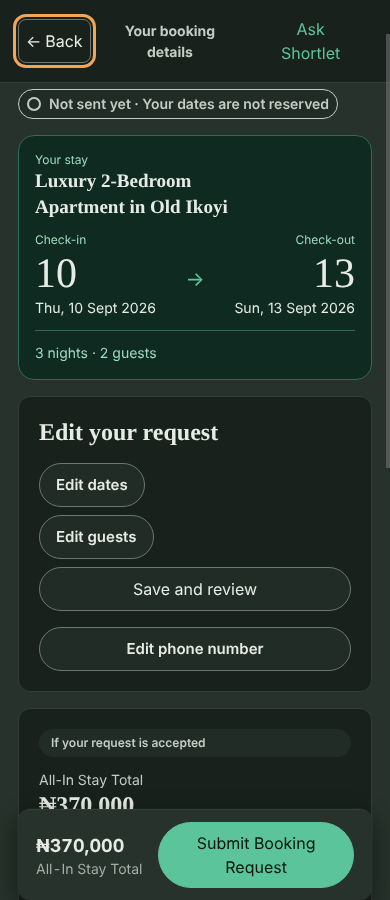 ← Back
Your booking
details
Ask
Shortlet
Not sent yet · Your dates are not reserved
Your stay
Luxury 2-Bedroom
Apartment in Old Ikoyi
Check-in
Check-out
10 → 13
Thu, 10 Sept 2026
Sun, 13 Sept 2026
3 nights · 2 guests
Edit your request
Edit dates
Edit guests
Save and review
Edit phone number
If your request is accepted
All-In Stay Total
₦370,000
₦370,000
All-In Stay Total
Submit Booking
Request